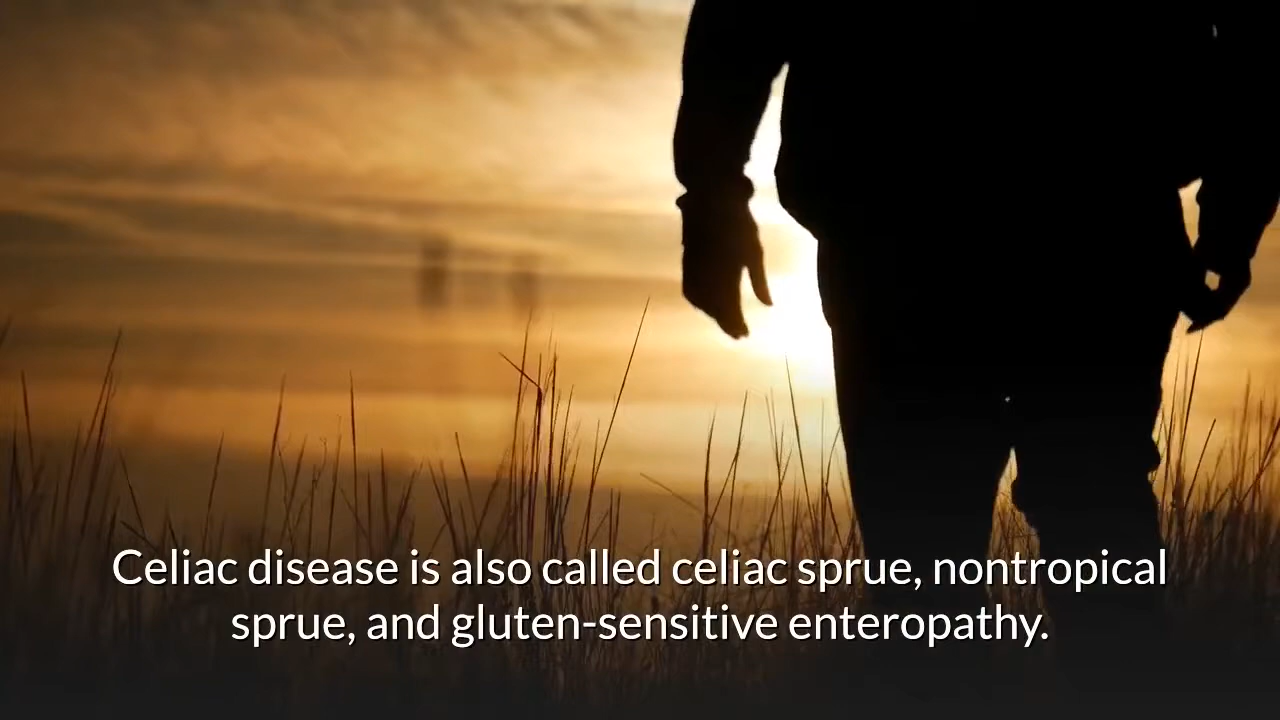 Celiac disease is also called celiac sprue, nontropical
sprue, and gluten-sensitive enteropathy.